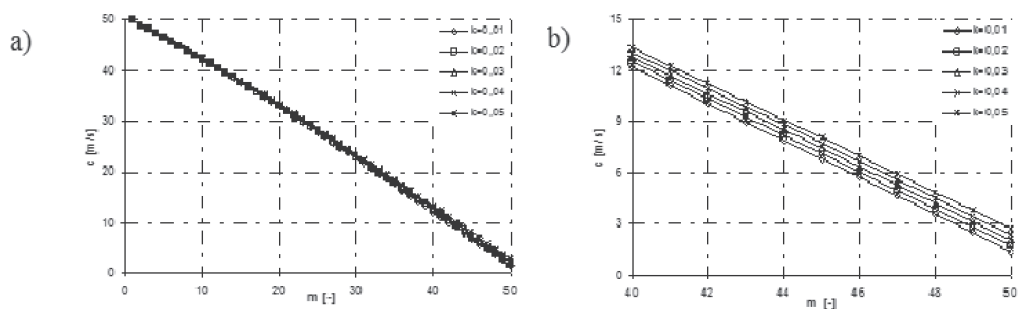 a)
50
40
30
20
10
0
0 10 20 30 40 50
c [m/s]
m [-]
k=0,01
k=0,02
k=0,03
k=0,04
k=0,05
b)
15
12
9
6
3
0
40 42 44 46 48 50
c [m/s]
m [-]
k=0,01
k=0,02
k=0,03
k=0,04
k=0,05